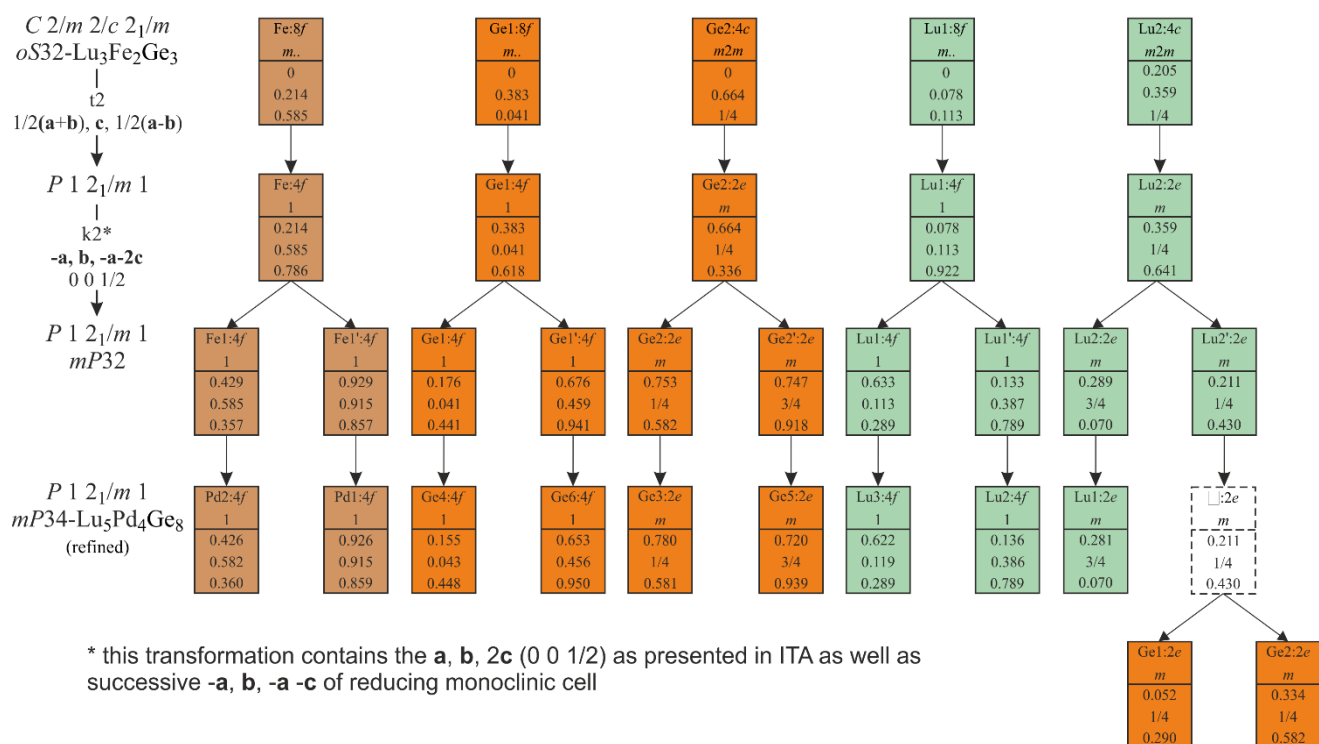 C 2/m 2/c 2₁/m
oS32-Lu₃Fe₂Ge₃
t2
1/2(a+b), c, 1/2(a-b)
Fe:8f
m..
0
0.214
0.585
Ge1:8f
m..
0
0.383
0.041
Ge2:4c
m2m
0
0.664
1/4
Lu1:8f
m..
0
0.078
0.113
Lu2:4c
m2m
0.205
0.359
1/4
P 1 2₁/m 1
k2*
-a, b, -a-2c
0 0 1/2
Fe:4f
1
0.214
0.585
0.786
Ge1:4f
1
0.383
0.041
0.618
Ge2:2e
m
0.664
1/4
0.336
Lu1:4f
1
0.078
0.113
0.922
Lu2:2e
m
0.359
1/4
0.641
P 1 2₁/m 1
mP32
Fe1:4f
1
0.429
0.585
0.357
Fe1':4f
1
0.929
0.915
0.857
Ge1:4f
1
0.176
0.041
0.441
Ge1':4f
1
0.676
0.459
0.941
Ge2:2e
m
0.753
1/4
0.582
Ge2':2e
m
0.747
3/4
0.918
Lu1:4f
1
0.633
0.113
0.289
Lu1':4f
1
0.133
0.387
0.789
Lu2:2e
m
0.289
3/4
0.070
Lu2':2e
m
0.211
1/4
0.430
P 1 2₁/m 1
mP34-Lu₅Pd₄Ge₈
(refined)
Pd2:4f
1
0.426
0.582
0.360
Pd1:4f
1
0.926
0.915
0.859
Ge4:4f
1
0.155
0.043
0.448
Ge6:4f
1
0.653
0.456
0.950
Ge3:2e
m
0.780
1/4
0.581
Ge5:2e
m
0.720
3/4
0.939
Lu3:4f
1
0.622
0.119
0.289
Lu2:4f
1
0.136
0.386
0.789
Lu1:2e
m
0.281
3/4
0.070
□:2e
m
0.211
1/4
0.430
Ge1:2e
m
0.052
1/4
0.290
Ge2:2e
m
0.334
1/4
0.582
* this transformation contains the a, b, 2c (0 0 1/2) as presented in ITA as well as
successive -a, b, -a -c of reducing monoclinic cell